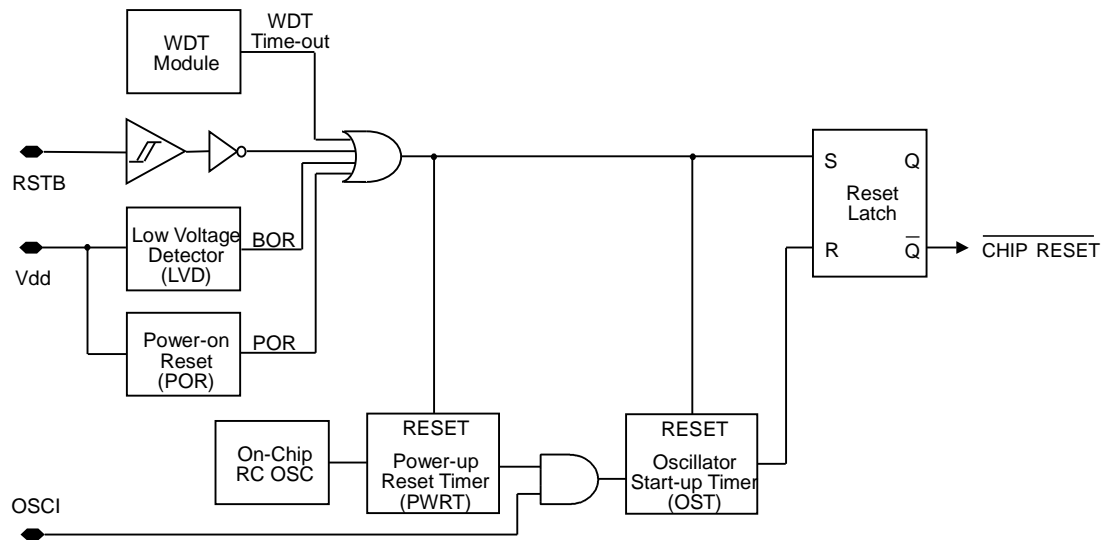 WDT
Module
WDT
Time-out
RSTB
Low Voltage
Detector
(LVD)
BOR
Vdd
Power-on
Reset
(POR)
POR
S
Q
Reset
Latch
R
Q
CHIP RESET
On-Chip
RC OSC
RESET
Power-up
Reset Timer
(PWRT)
RESET
Oscillator
Start-up Timer
(OST)
OSCI